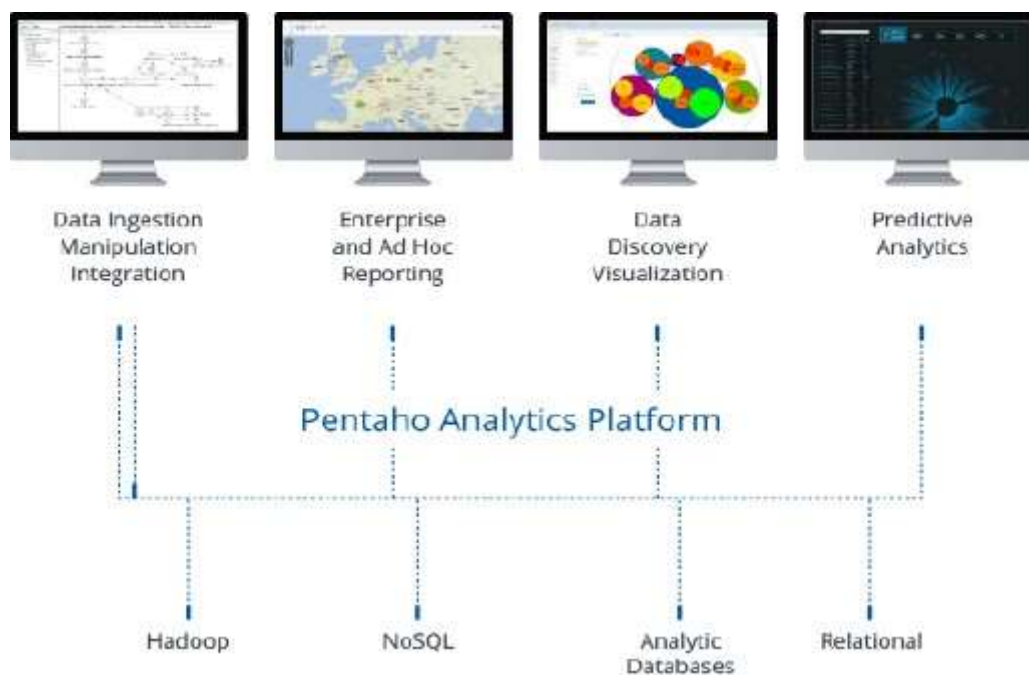 Data Ingestion
Manipulation
Integration
Enterprise
and Ad Hoc
Reporting
Data
Discovery
Visualization
Predictive
Analytics
Pentaho Analytics Platform
Hadoop
NoSQL
Analytic
Databases
Relational